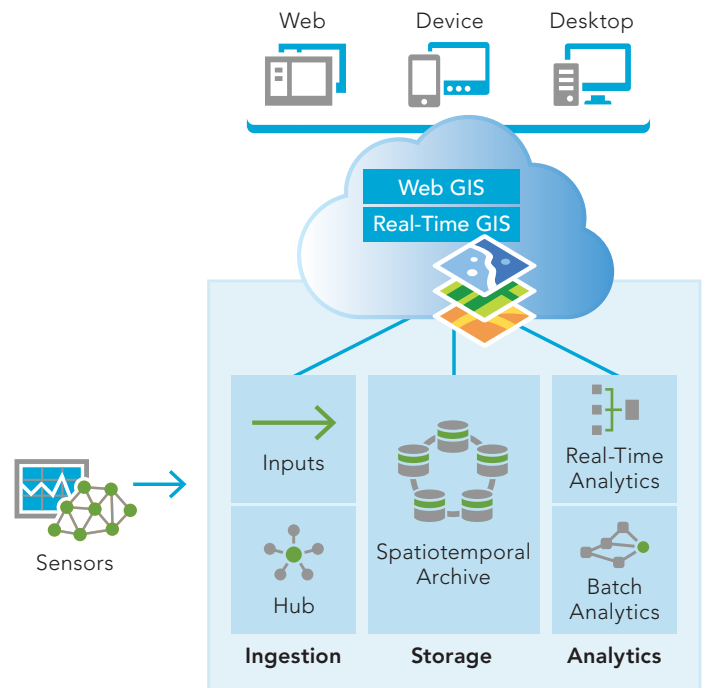 Web
Device
Desktop
Web GIS
Real-Time GIS
Sensors
Inputs
Hub
Ingestion
Spatiotemporal
Archive
Storage
Real-Time
Analytics
Batch
Analytics
Analytics